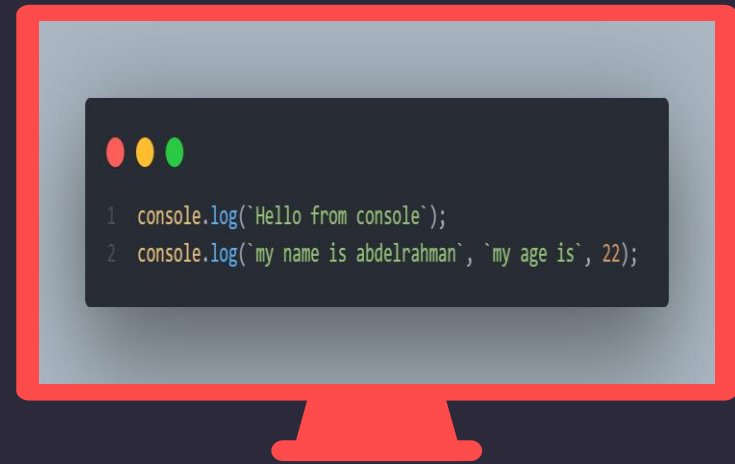 1 console.log(`Hello from console`);
2 console.log(`my name is abdelrahman`, `my age is`, 22);